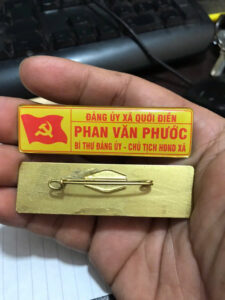 ĐẢNG ỦY XÃ QUỚI ĐIỀN
PHAN VĂN PHƯỚC
BÍ THƯ ĐẢNG ỦY - CHỦ TỊCH HĐND XÃ